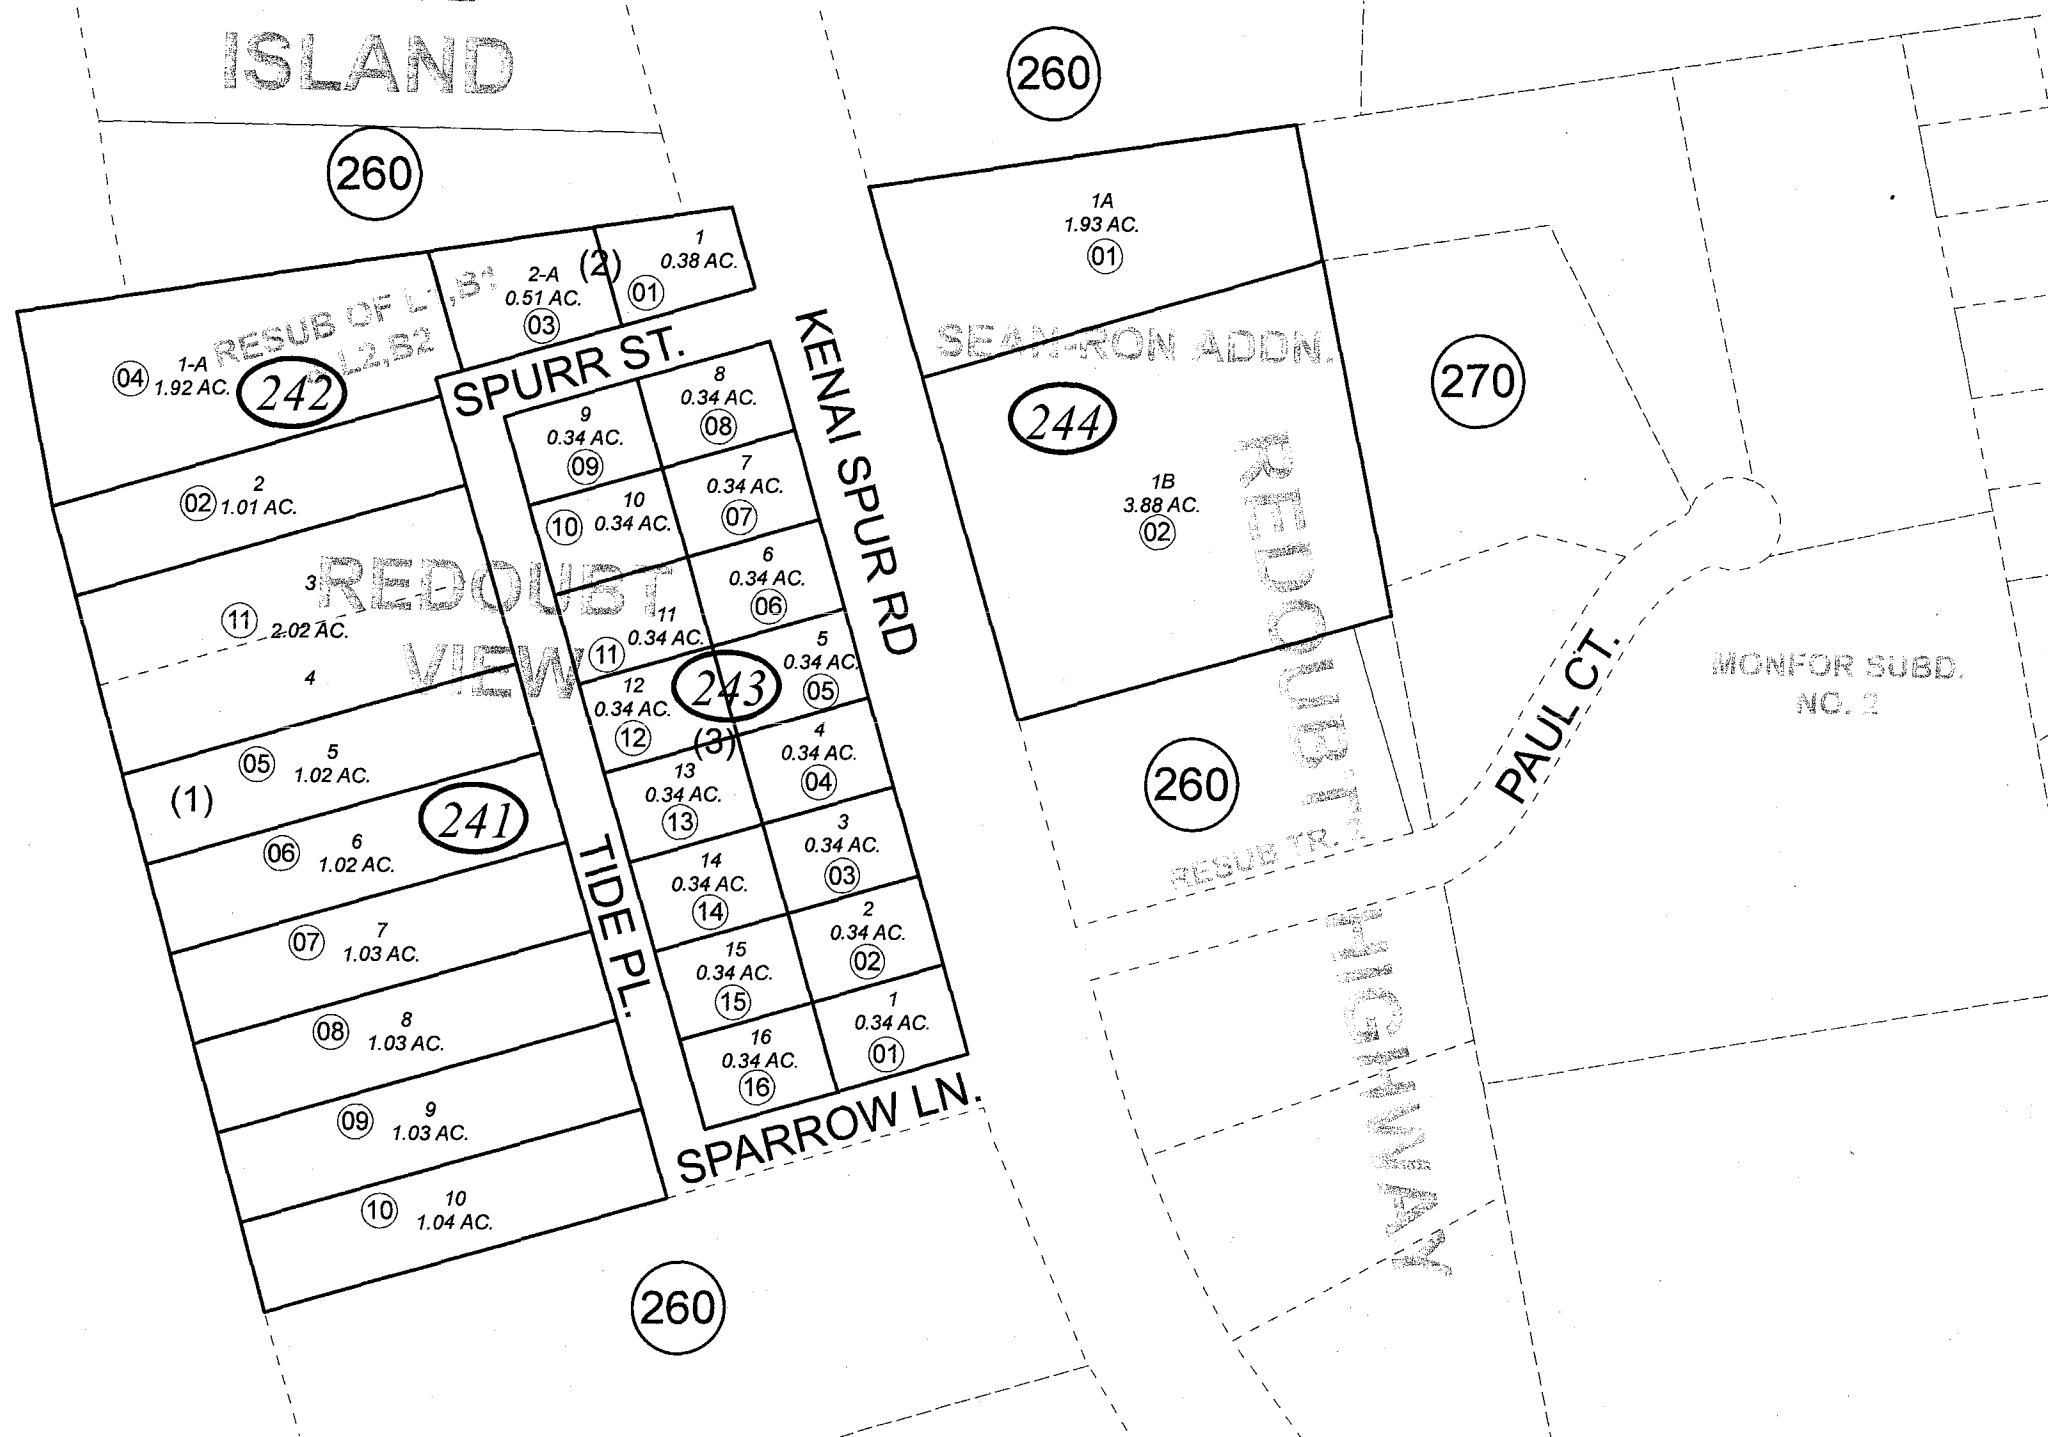 ISLAND
260
260
1A
1.93 AC.
01
1
0.38 AC.
01
(2)
2-A
0.51 AC.
03
RESUB OF L1,B1
L2,B2
04
1-A
1.92 AC.
242
SPURR ST.
KENAI SPUR RD
SEAN-RON ADDN.
270
244
1B
3.88 AC.
02
8
0.34 AC.
08
9
0.34 AC.
09
7
0.34 AC.
07
10
0.34 AC.
10
6
0.34 AC.
06
11
0.34 AC.
11
5
0.34 AC.
05
12
0.34 AC.
12
243
(3)
4
0.34 AC.
04
13
0.34 AC.
13
3
0.34 AC.
03
14
0.34 AC.
14
2
0.34 AC.
02
15
0.34 AC.
15
1
0.34 AC.
01
16
0.34 AC.
16
02
2
1.01 AC.
REDOUBT
VIEW
3
11
2.02 AC.
4
05
5
1.02 AC.
(1)
241
06
6
1.02 AC.
07
7
1.03 AC.
08
8
1.03 AC.
09
9
1.03 AC.
10
10
1.04 AC.
TIDE PL.
SPARROW LN.
260
260
REDOUBT
HIGHWAY
RESUB TR.
PAUL CT.
MONFOR SUBD.
NO. 2